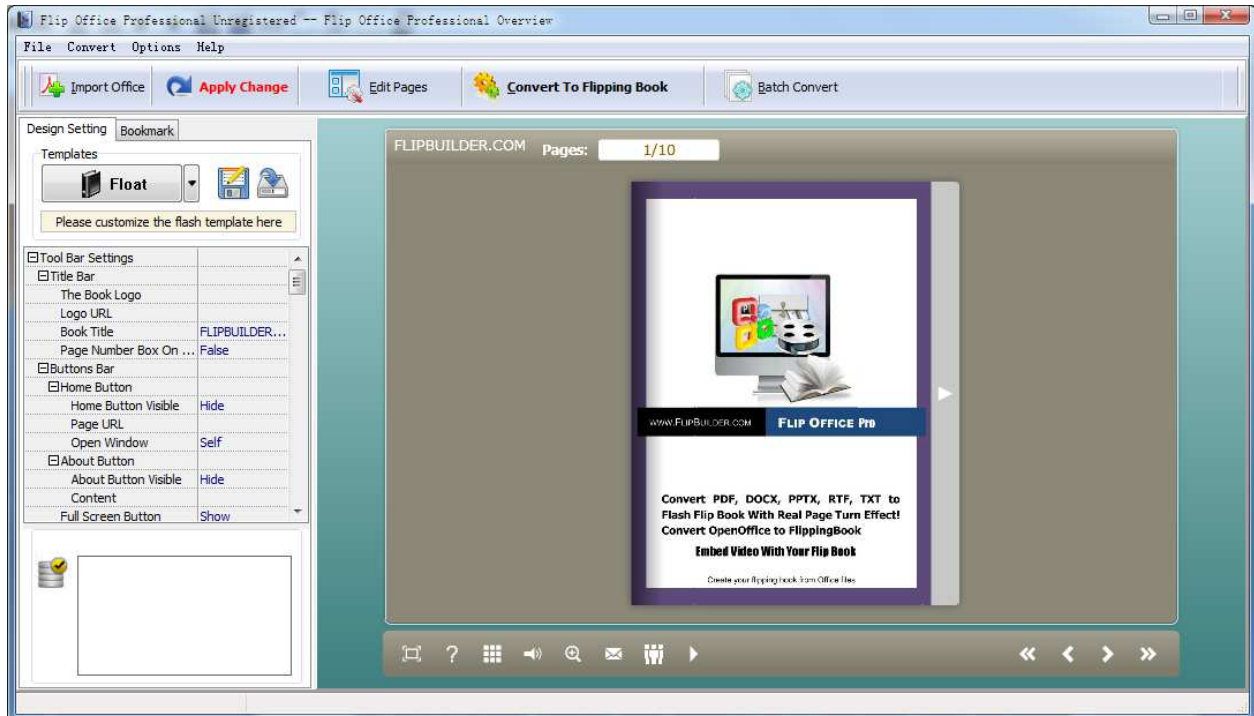 Flip Office Professional Unregistered -- Flip Office Professional Overview
File Convert Options Help
Import Office Apply Change Edit Pages Convert To Flipping Book Batch Convert
Design Setting Bookmark
Templates
Float
Please customize the flash template here
Tool Bar Settings
Title Bar
The Book Logo
Logo URL
Book Title FLIPBUILDER...
Page Number Box On ... False
Buttons Bar
Home Button
Home Button Visible Hide
Page URL
Open Window Self
About Button
About Button Visible Hide
Content
Full Screen Button Show
FLIPBUILDER.COM Pages: 1/10
www.FlipBuilder.com Flip Office Pro
Convert PDF, DOCX, PPTX, RTF, TXT to
Flash Flip Book With Real Page Turn Effect!
Convert OpenOffice to FlippingBook
Embed Video With Your Flip Book
Create your flipping book from Office files